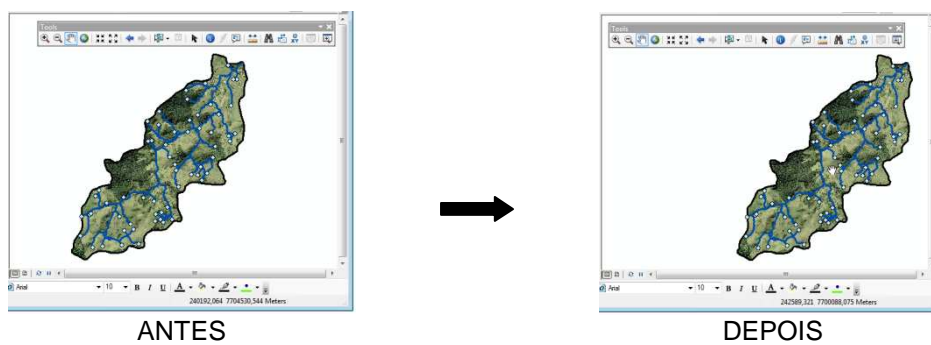 Tools
Tools
Arial 10 B I U A
240192,064 7704530,544 Meters
Arial 10 B I U A
242589,321 7700088,075 Meters
ANTES
DEPOIS